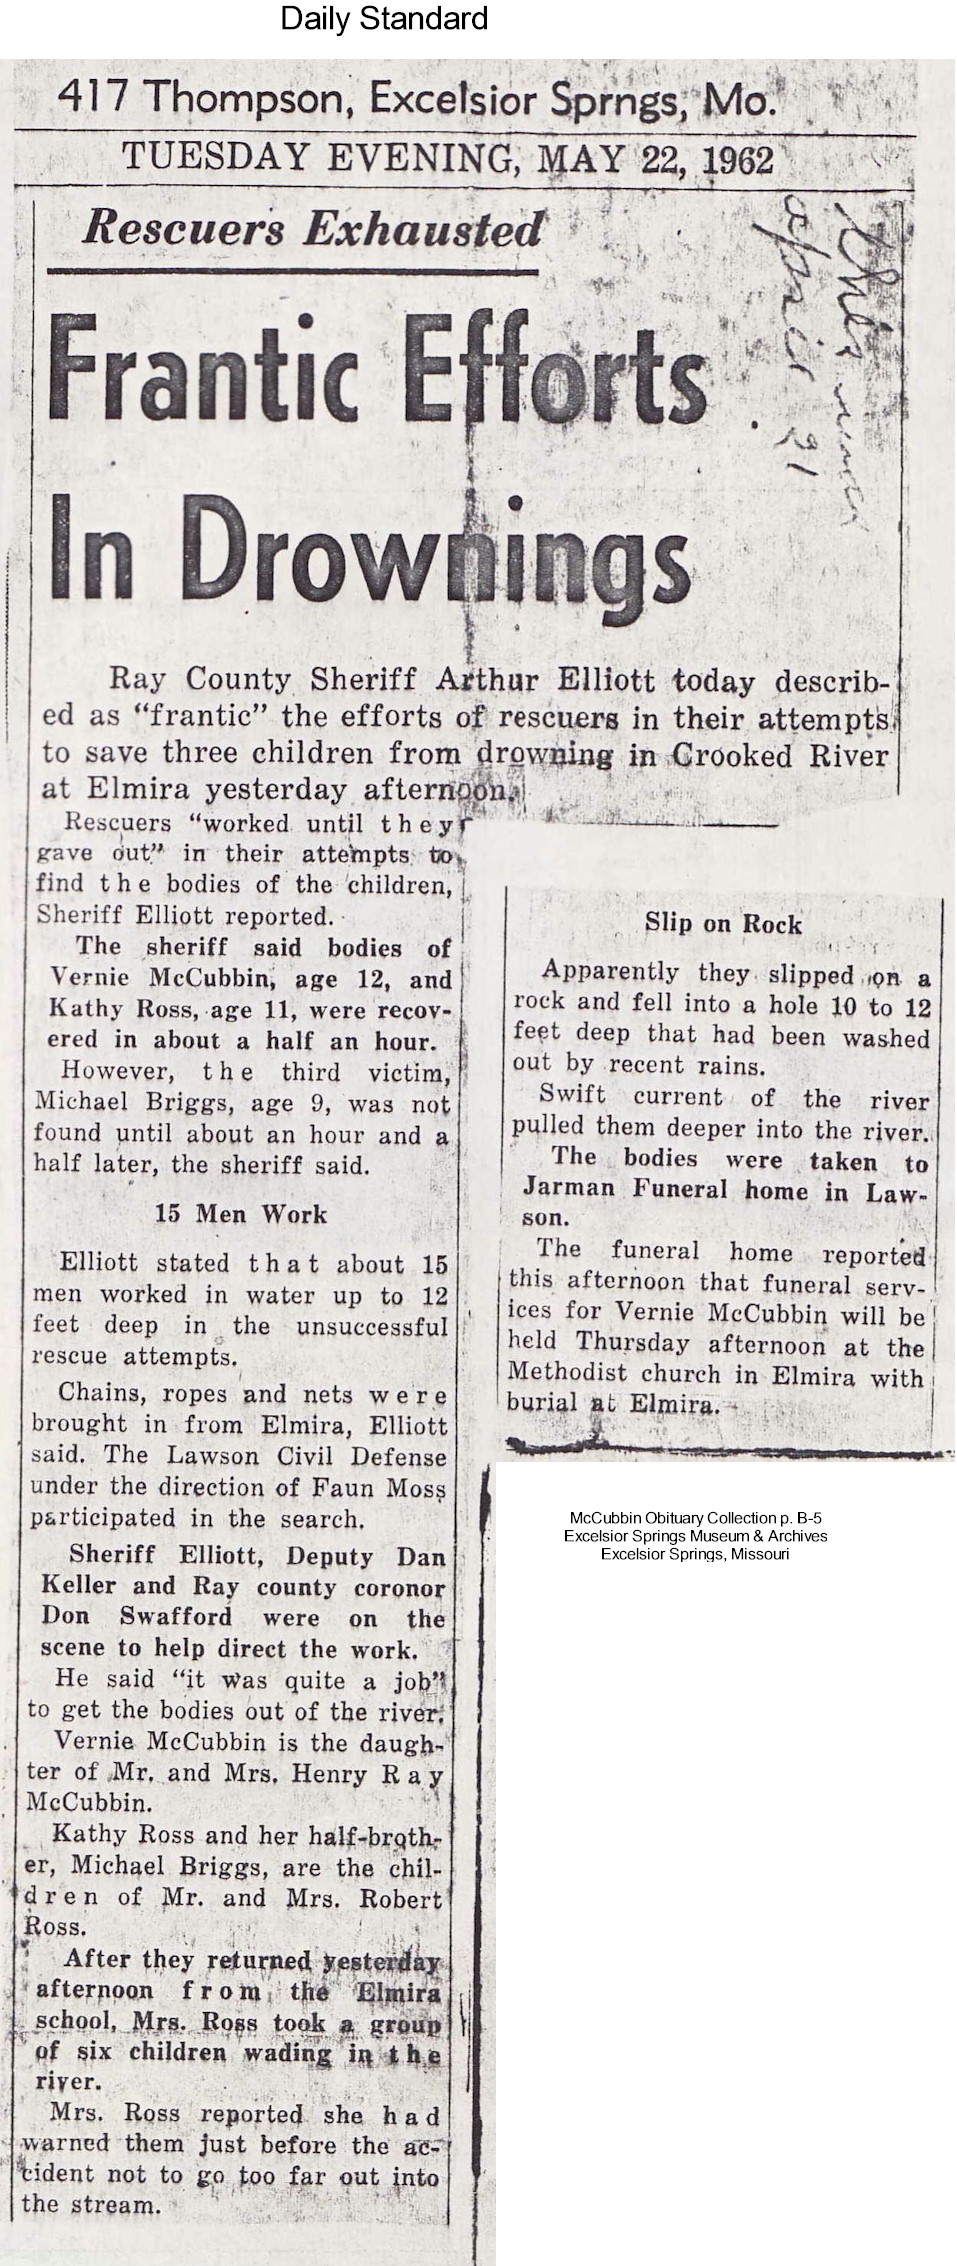 Daily Standard
417 Thompson, Excelsior Sprngs, Mo.
TUESDAY EVENING, MAY 22, 1962
Rescuers Exhausted
Frantic Efforts
In Drownings
Ray County Sheriff Arthur Elliott today describ-
ed as “frantic” the efforts of rescuers in their attempts
to save three children from drowning in Crooked River
at Elmira yesterday afternoon.
Rescuers “worked until they
gave out” in their attempts to
find the bodies of the children,
Sheriff Elliott reported.
The sheriff said bodies of
Vernie McCubbin, age 12, and
Kathy Ross, age 11, were recov-
ered in about a half an hour.
However, the third victim,
Michael Briggs, age 9, was not
found until about an hour and a
half later, the sheriff said.
15 Men Work
Elliott stated that about 15
men worked in water up to 12
feet deep in the unsuccessful
rescue attempts.
Chains, ropes and nets were
brought in from Elmira, Elliott
said. The Lawson Civil Defense
under the direction of Faun Moss
participated in the search.
Sheriff Elliott, Deputy Dan
Keller and Ray county coronor
Don Swafford were on the
scene to help direct the work.
He said “it was quite a job”
to get the bodies out of the river.
Vernie McCubbin is the daugh-
ter of Mr. and Mrs. Henry Ray
McCubbin.
Kathy Ross and her half-broth-
er, Michael Briggs, are the chil-
dren of Mr. and Mrs. Robert
Ross.
After they returned yesterday
afternoon from the Elmira
school, Mrs. Ross took a group
of six children wading in the
river.
Mrs. Ross reported she had
warned them just before the ac-
cident not to go too far out into
the stream.
Slip on Rock
Apparently they slipped on a
rock and fell into a hole 10 to 12
feet deep that had been washed
out by recent rains.
Swift current of the river
pulled them deeper into the river.
The bodies were taken to
Jarman Funeral home in Law-
son.
The funeral home reported
this afternoon that funeral serv-
ices for Vernie McCubbin will be
held Thursday afternoon at the
Methodist church in Elmira with
burial at Elmira.
McCubbin Obituary Collection p. B-5
Excelsior Springs Museum & Archives
Excelsior Springs, Missouri